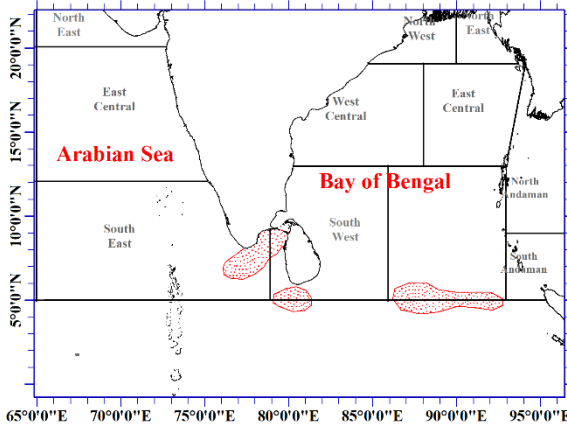 North
East
North
West
North
East
East
Central
West
Central
East
Central
Arabian Sea
Bay of Bengal
South
East
South
West
North
Andaman
South
Andaman
20°0'0"N
15°0'0"N
10°0'0"N
5°0'0"N
65°0'0"E
70°0'0"E
75°0'0"E
80°0'0"E
85°0'0"E
90°0'0"E
95°0'0"E